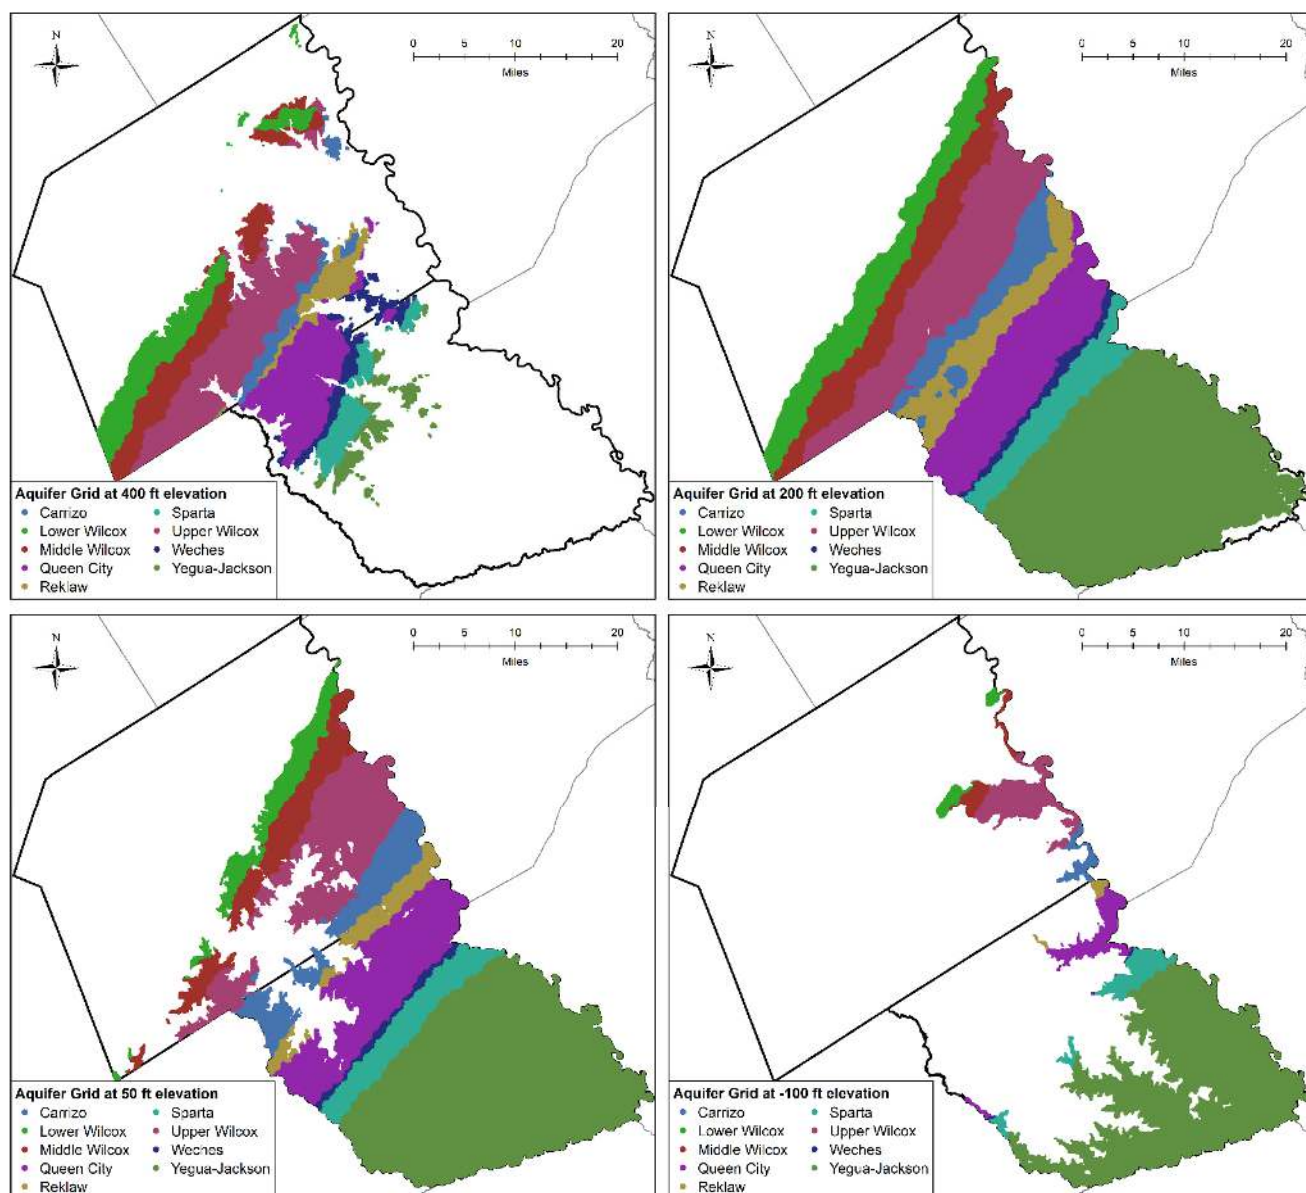 N
0 5 10 20
Miles
Aquifer Grid at 400 ft elevation
Carrizo Sparta
Lower Wilcox Upper Wilcox
Middle Wilcox Weches
Queen City Yegua-Jackson
Reklaw
N
0 5 10 20
Miles
Aquifer Grid at 200 ft elevation
Carrizo Sparta
Lower Wilcox Upper Wilcox
Middle Wilcox Weches
Queen City Yegua-Jackson
Reklaw
N
0 5 10 20
Miles
Aquifer Grid at 50 ft elevation
Carrizo Sparta
Lower Wilcox Upper Wilcox
Middle Wilcox Weches
Queen City Yegua-Jackson
Reklaw
N
0 5 10 20
Miles
Aquifer Grid at -100 ft elevation
Carrizo Sparta
Lower Wilcox Upper Wilcox
Middle Wilcox Weches
Queen City Yegua-Jackson
Reklaw